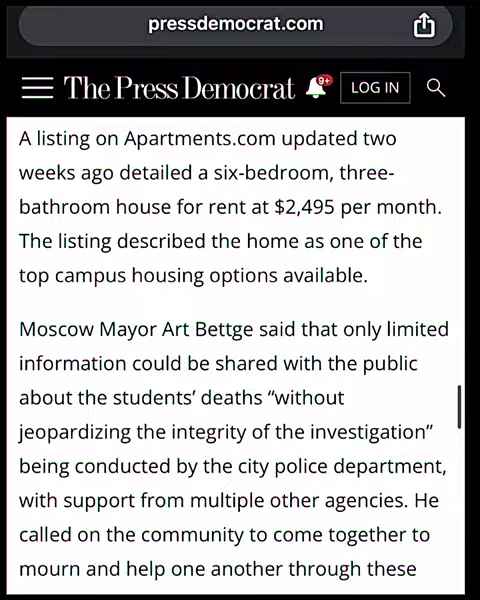 pressdemocrat.com
The Press Democrat 9+ LOG IN
A listing on Apartments.com updated two
weeks ago detailed a six-bedroom, three-
bathroom house for rent at $2,495 per month.
The listing described the home as one of the
top campus housing options available.
Moscow Mayor Art Bettge said that only limited
information could be shared with the public
about the students’ deaths “without
jeopardizing the integrity of the investigation”
being conducted by the city police department,
with support from multiple other agencies. He
called on the community to come together to
mourn and help one another through these